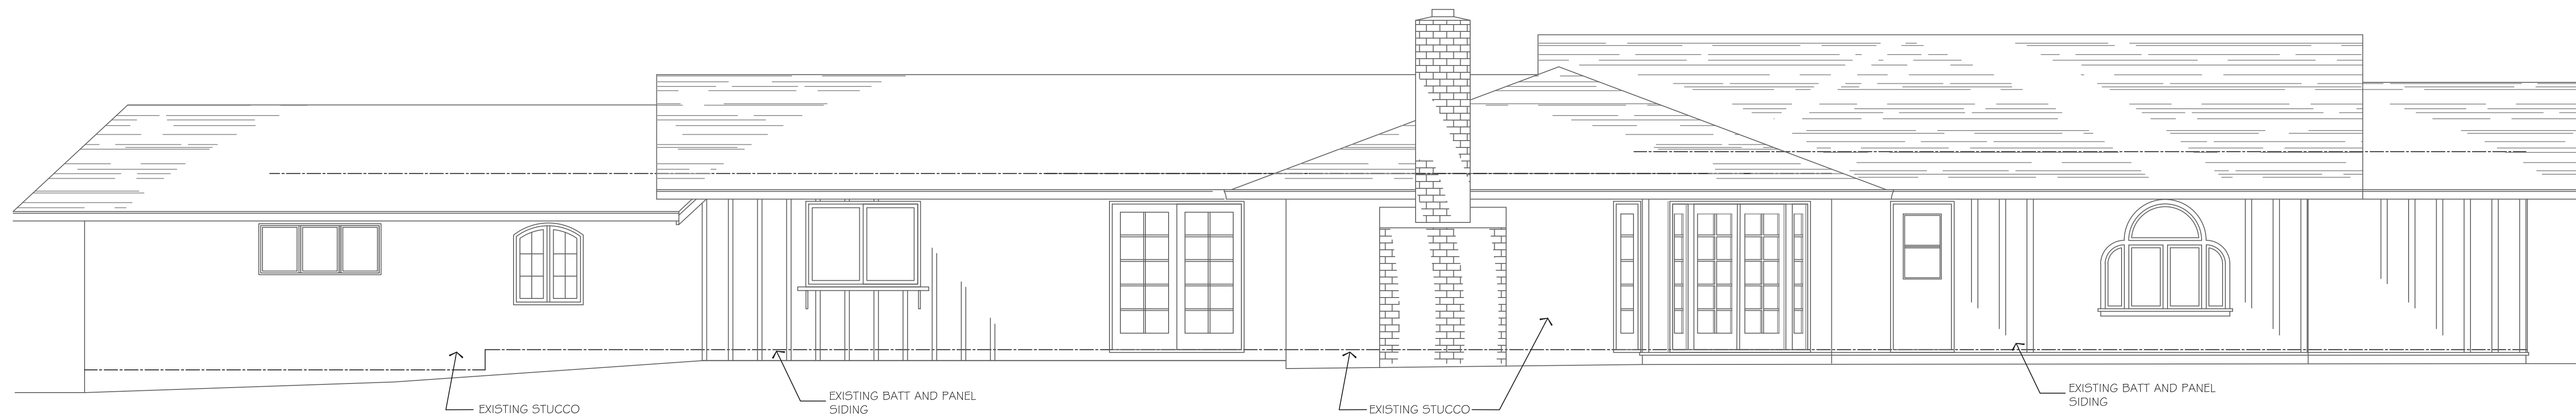 EXISTING STUCCO
EXISTING BATT AND PANEL
SIDING
EXISTING STUCCO
EXISTING BATT AND PANEL
SIDING